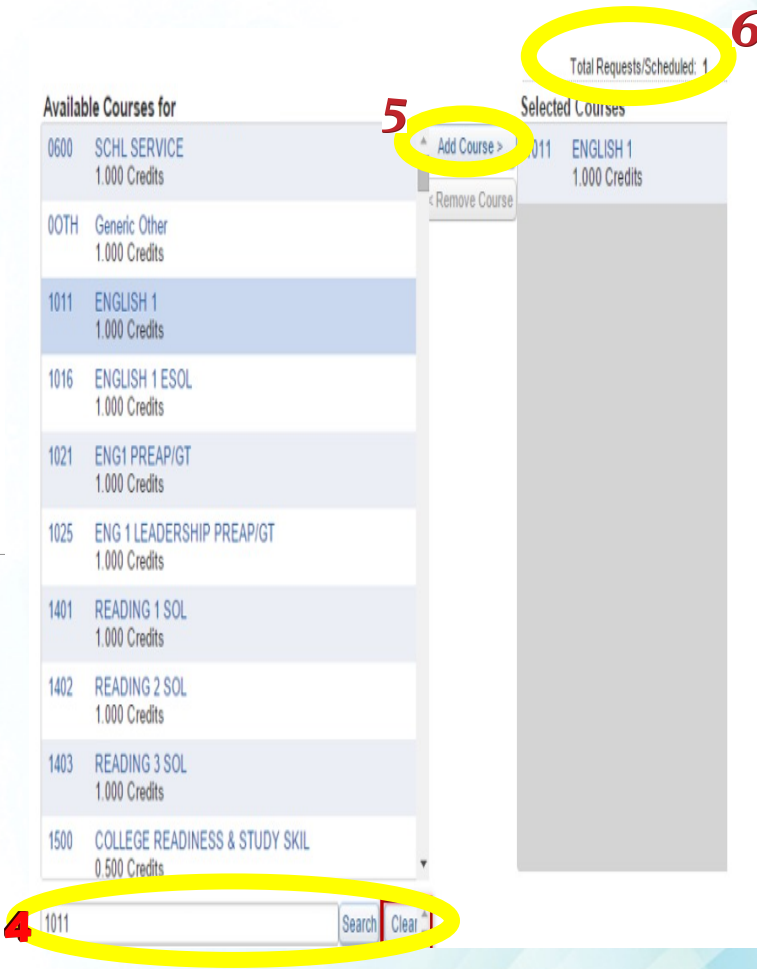 6
Total Requests/Scheduled: 1
Available Courses for
5
Selected Courses
0600 SCHL SERVICE
1.000 Credits
Add Course >
011 ENGLISH 1
1.000 Credits
< Remove Course
0OTH Generic Other
1.000 Credits
1011 ENGLISH 1
1.000 Credits
1016 ENGLISH 1 ESOL
1.000 Credits
1021 ENG1 PREAP/GT
1.000 Credits
1025 ENG 1 LEADERSHIP PREAP/GT
1.000 Credits
1401 READING 1 SOL
1.000 Credits
1402 READING 2 SOL
1.000 Credits
1403 READING 3 SOL
1.000 Credits
1500 COLLEGE READINESS & STUDY SKIL
0.500 Credits
4
1011 Search Clear